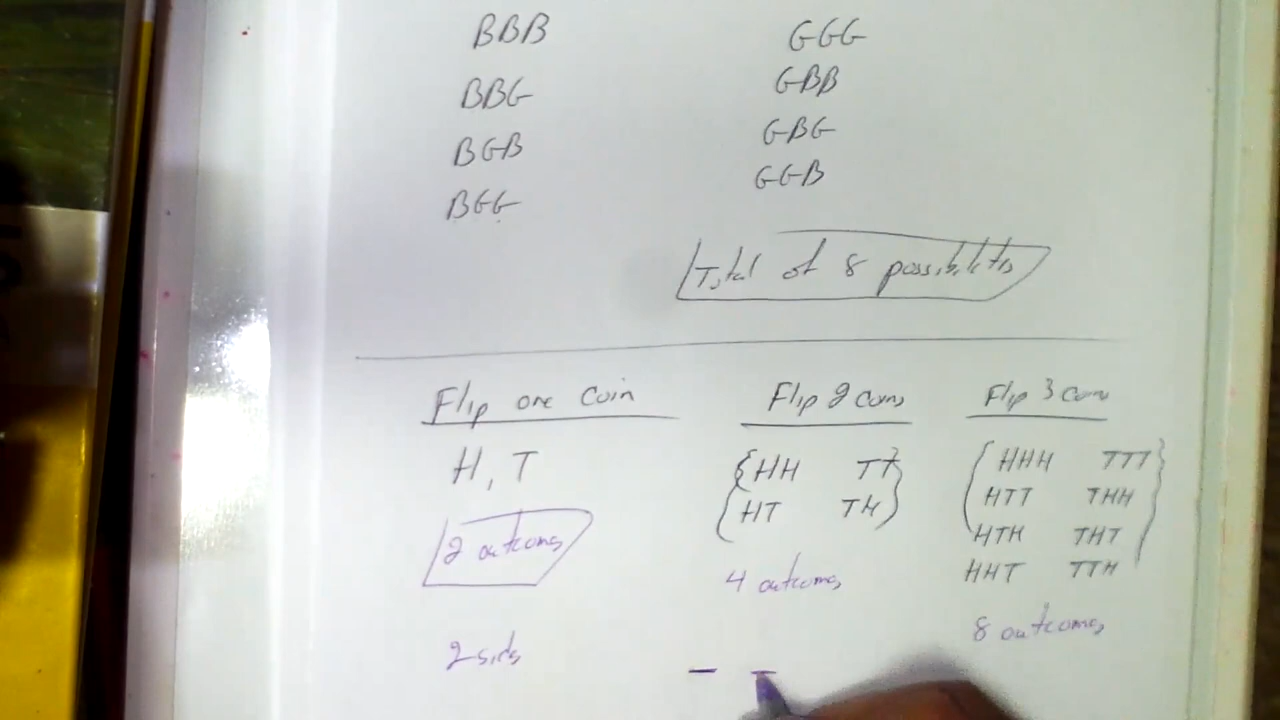 BBB GGG
BBG GBB
BGB GBG
BGG GGB
Total of 8 possibilities
Flip one coin Flip 2 coins Flip 3 coins
H, T {HH TT} {HHH TTT}
HT TH HTT THH
2 outcomes HTH THT
4 outcomes HHT TTH
8 outcomes
2 sides